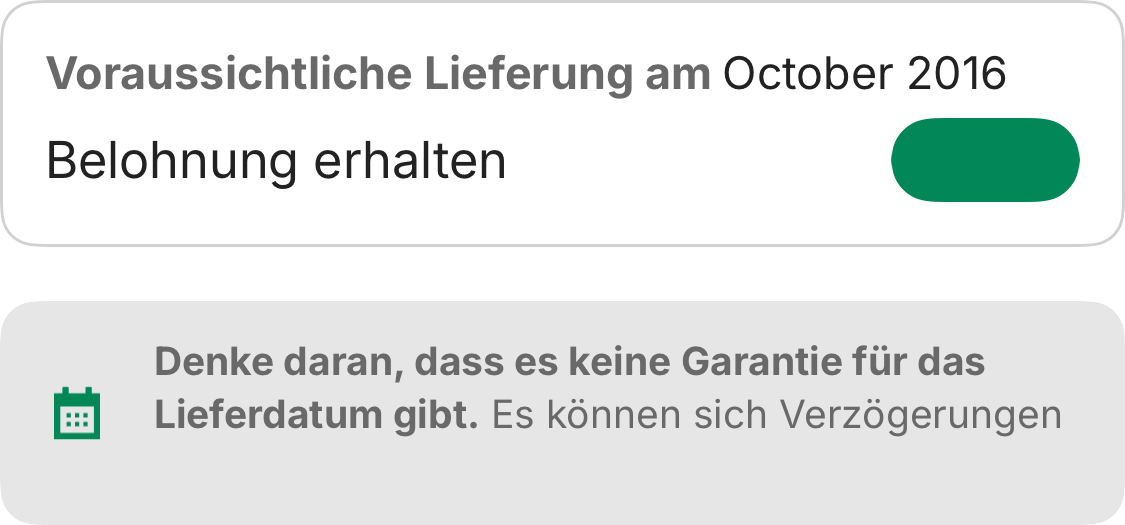 Voraussichtliche Lieferung am October 2016
Belohnung erhalten
Denke daran, dass es keine Garantie für das
Lieferdatum gibt. Es können sich Verzögerungen